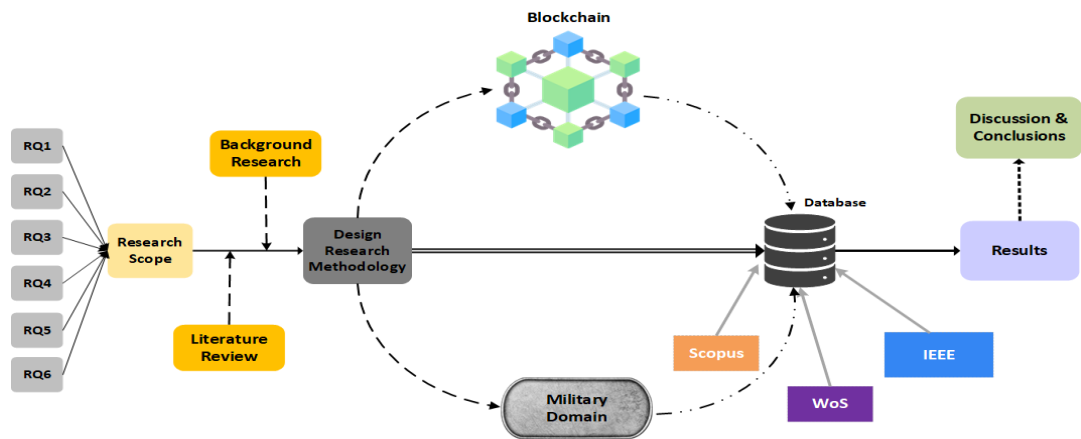 RQ1
RQ2
RQ3
RQ4
RQ5
RQ6
Research
Scope
Background
Research
Literature
Review
Design
Research
Methodology
Blockchain
Military
Domain
Database
Scopus
WoS
IEEE
Results
Discussion &
Conclusions